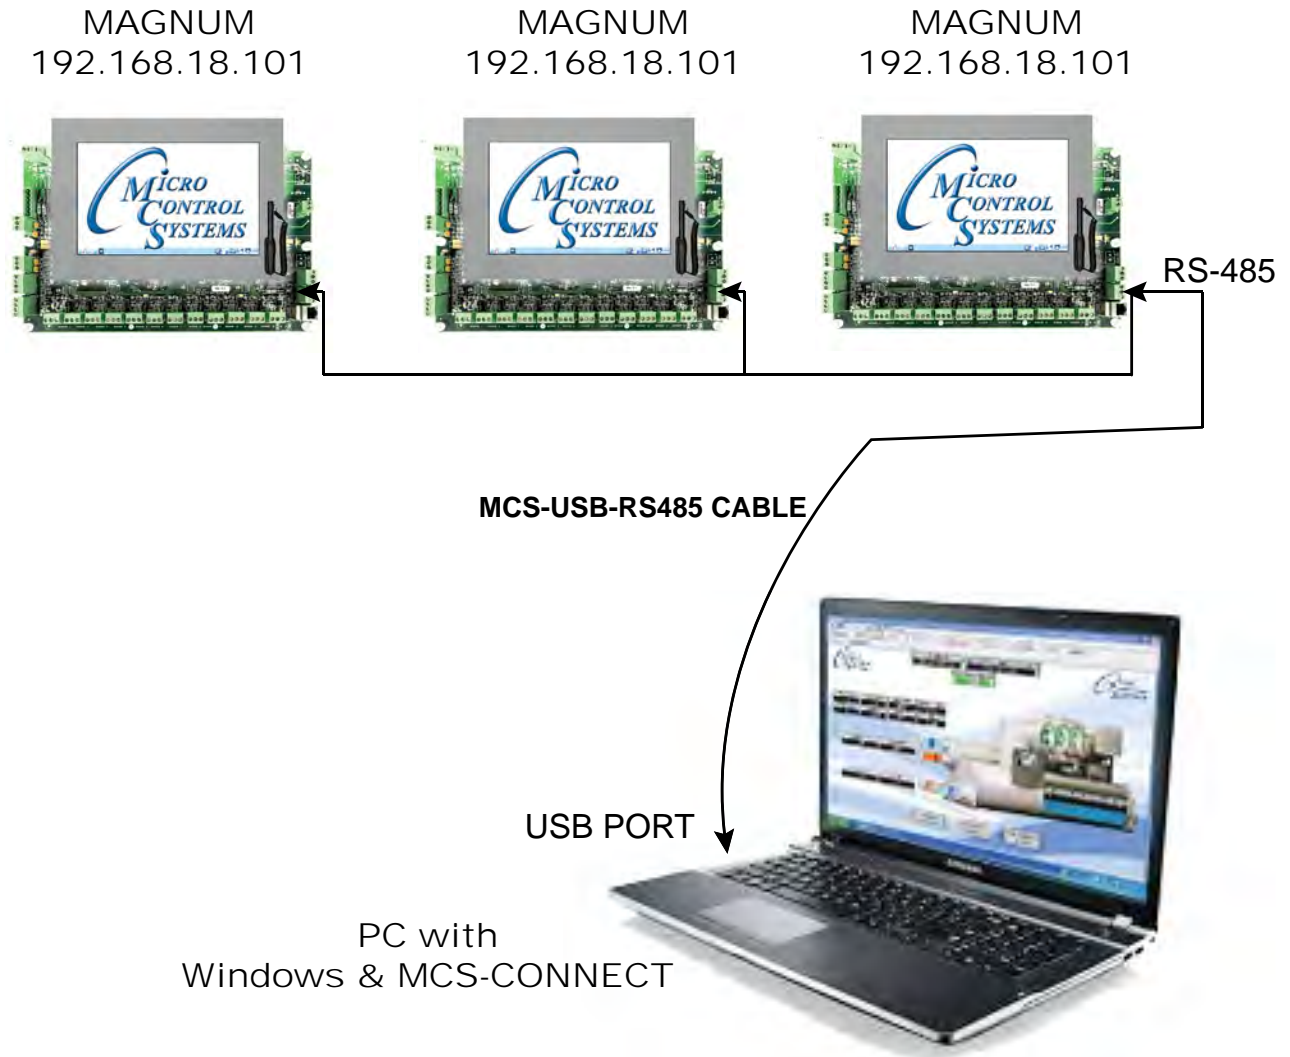 MAGNUM
192.168.18.101
MAGNUM
192.168.18.101
MAGNUM
192.168.18.101
MICRO
CONTROL
SYSTEMS
MICRO
CONTROL
SYSTEMS
MICRO
CONTROL
SYSTEMS
RS-485
MCS-USB-RS485 CABLE
USB PORT
PC with
Windows & MCS-CONNECT